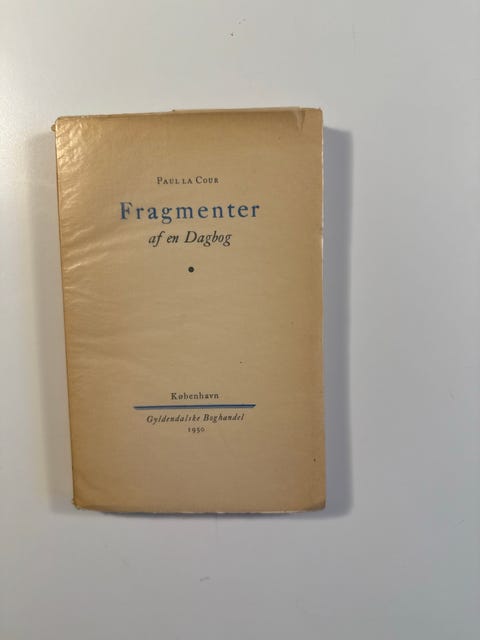 Paul la Cour
Fragmenter
af en Dagbog
København
Gyldendalske Boghandel
1950